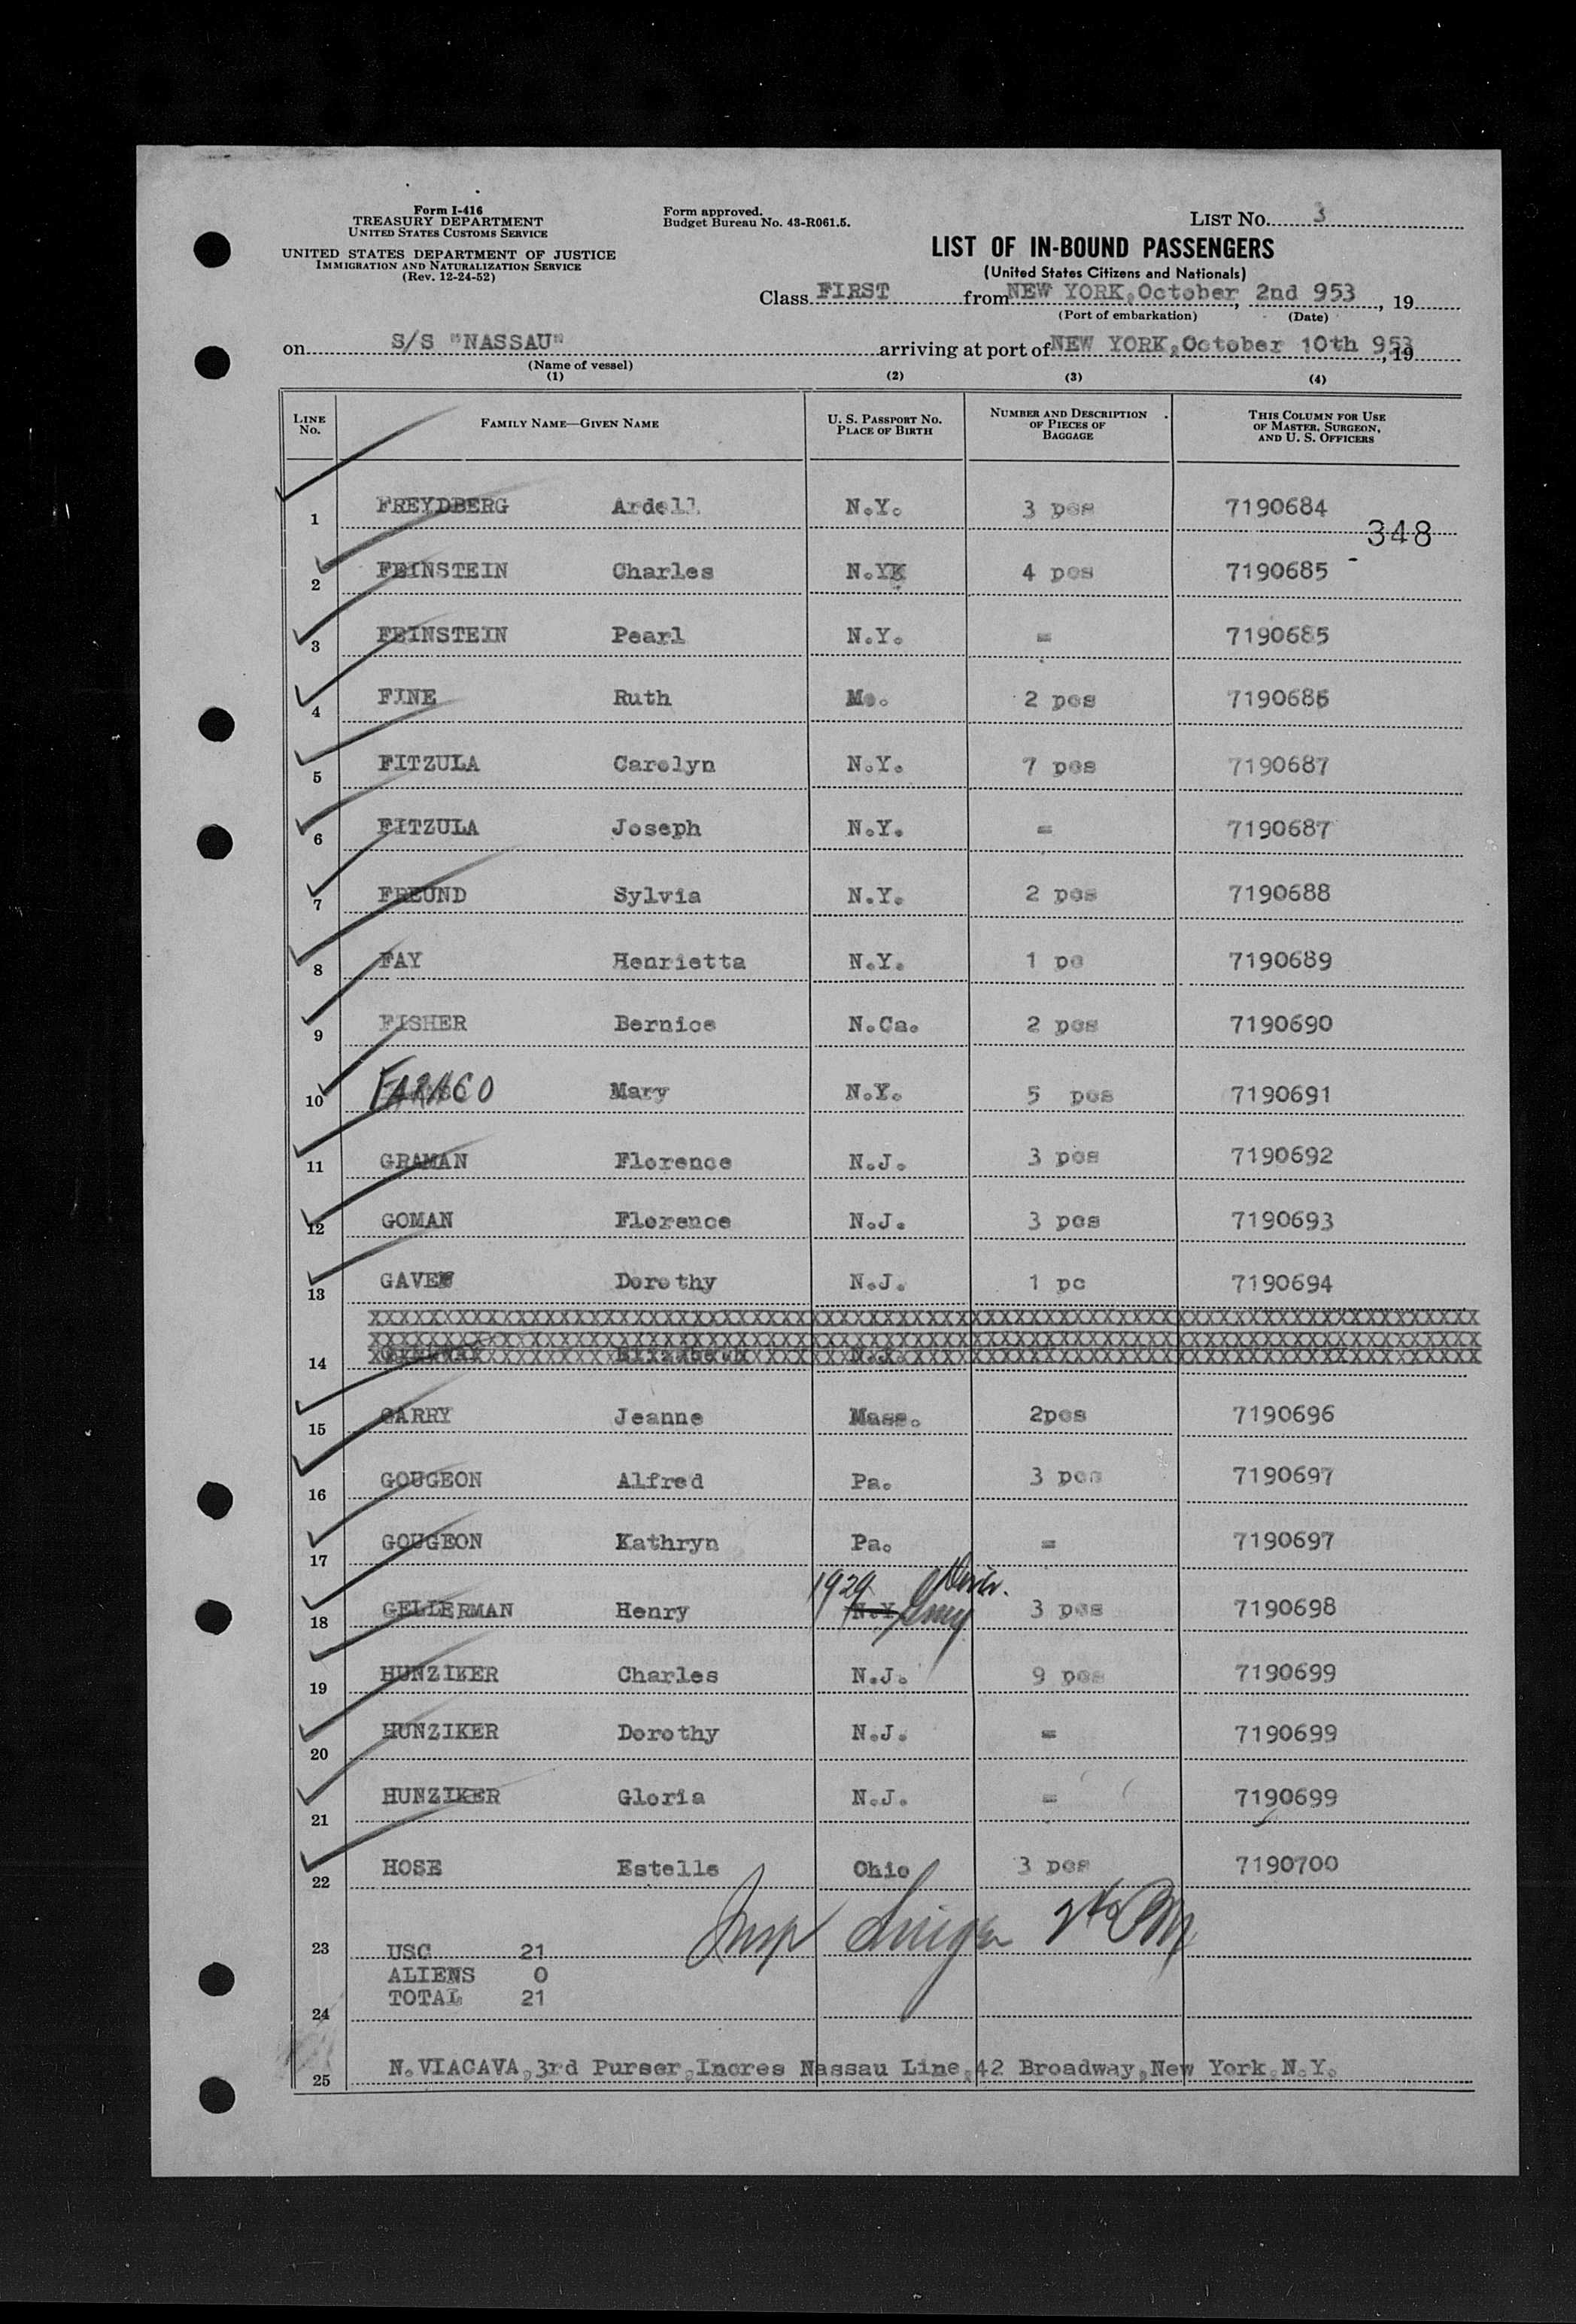 Form I-416
TREASURY DEPARTMENT
UNITED STATES CUSTOMS SERVICE
UNITED STATES DEPARTMENT OF JUSTICE
IMMIGRATION AND NATURALIZATION SERVICE
(Rev. 12-24-52)
Form approved.
Budget Bureau No. 43-R061.5.
LIST No. 3
LIST OF IN-BOUND PASSENGERS
(United States Citizens and Nationals)
Class FIRST from NEW YORK, October, 2nd 953, 19
(Port of embarkation) (Date)
on S/S "NASSAU" arriving at port of NEW YORK, October 10th 953, 19
(Name of vessel)
(1) (2) (3) (4)
LINE No. FAMILY NAME—GIVEN NAME U. S. PASSPORT NO. PLACE OF BIRTH NUMBER AND DESCRIPTION OF PIECES OF BAGGAGE THIS COLUMN FOR USE OF MASTER, SURGEON, AND U. S. OFFICERS
1 FREYDBERG Ardell N.Y. 3 pcs 7190684
348
2 FEINSTEIN Charles N.YK 4 pcs 7190685
3 FEINSTEIN Pearl N.Y. = 7190685
4 FINE Ruth Mo. 2 pcs 7190686
5 FITZULA Carolyn N.Y. 7 pcs 7190687
6 FITZULA Joseph N.Y. = 7190687
7 FREUND Sylvia N.Y. 2 pcs 7190688
8 FAY Henrietta N.Y. 1 pc 7190689
9 FISHER Bernice N.Ca. 2 pcs 7190690
10 FARACO Mary N.Y. 5 pcs 7190691
11 GRAMAN Florence N.J. 3 pcs 7190692
12 GOMAN Florence N.J. 3 pcs 7190693
13 GAVEN Dorothy N.J. 1 pc 7190694
14 Elizabeth N.J.
15 GARRY Jeanne Mass. 2pcs 7190696
16 GOUGEON Alfred Pa. 3 pcs 7190697
17 GOUGEON Kathryn Pa. = 7190697
18 GELLERMAN Henry 1929 N.Y. Gmy 3 pcs 7190698
19 HUNZIKER Charles N.J. 9 pcs 7190699
20 HUNZIKER Dorothy N.J. = 7190699
21 HUNZIKER Gloria N.J. = 7190699
22 HOSE Estelle Ohio 3 pcs 7190700
Insp
23 USC 21
ALIENS 0
TOTAL 21
24
25 N.VIACAVA,3rd Purser,Incres Nassau Line,42 Broadway,New York,N.Y.